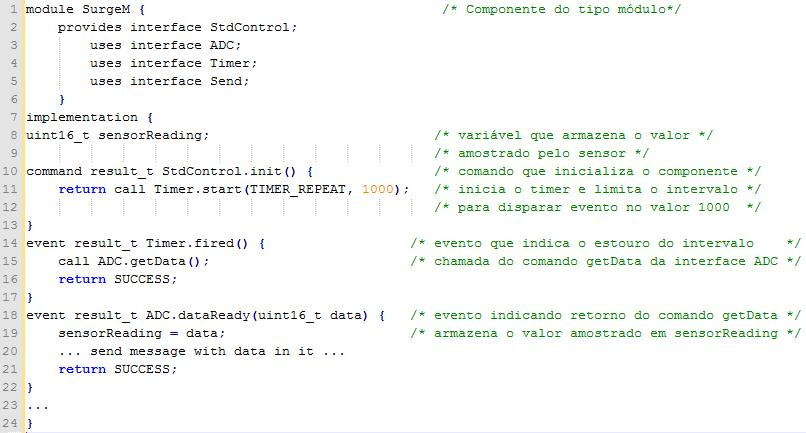 1 module SurgeM { /* Componente do tipo módulo*/
2 provides interface StdControl;
3 uses interface ADC;
4 uses interface Timer;
5 uses interface Send;
6 }
7 implementation {
8 uint16_t sensorReading; /* variável que armazena o valor */
9 /* amostrado pelo sensor */
10 command result_t StdControl.init() { /* comando que inicializa o componente */
11 return call Timer.start(TIMER_REPEAT, 1000); /* inicia o timer e limita o intervalo */
12 /* para disparar evento no valor 1000 */
13 }
14 event result_t Timer.fired() { /* evento que indica o estouro do intervalo */
15 call ADC.getData(); /* chamada do comando getData da interface ADC */
16 return SUCCESS;
17 }
18 event result_t ADC.dataReady(uint16_t data) { /* evento indicando retorno do comando getData */
19 sensorReading = data; /* armazena o valor amostrado em sensorReading */
20 ... send message with data in it ...
21 return SUCCESS;
22 }
23 ...
24 }